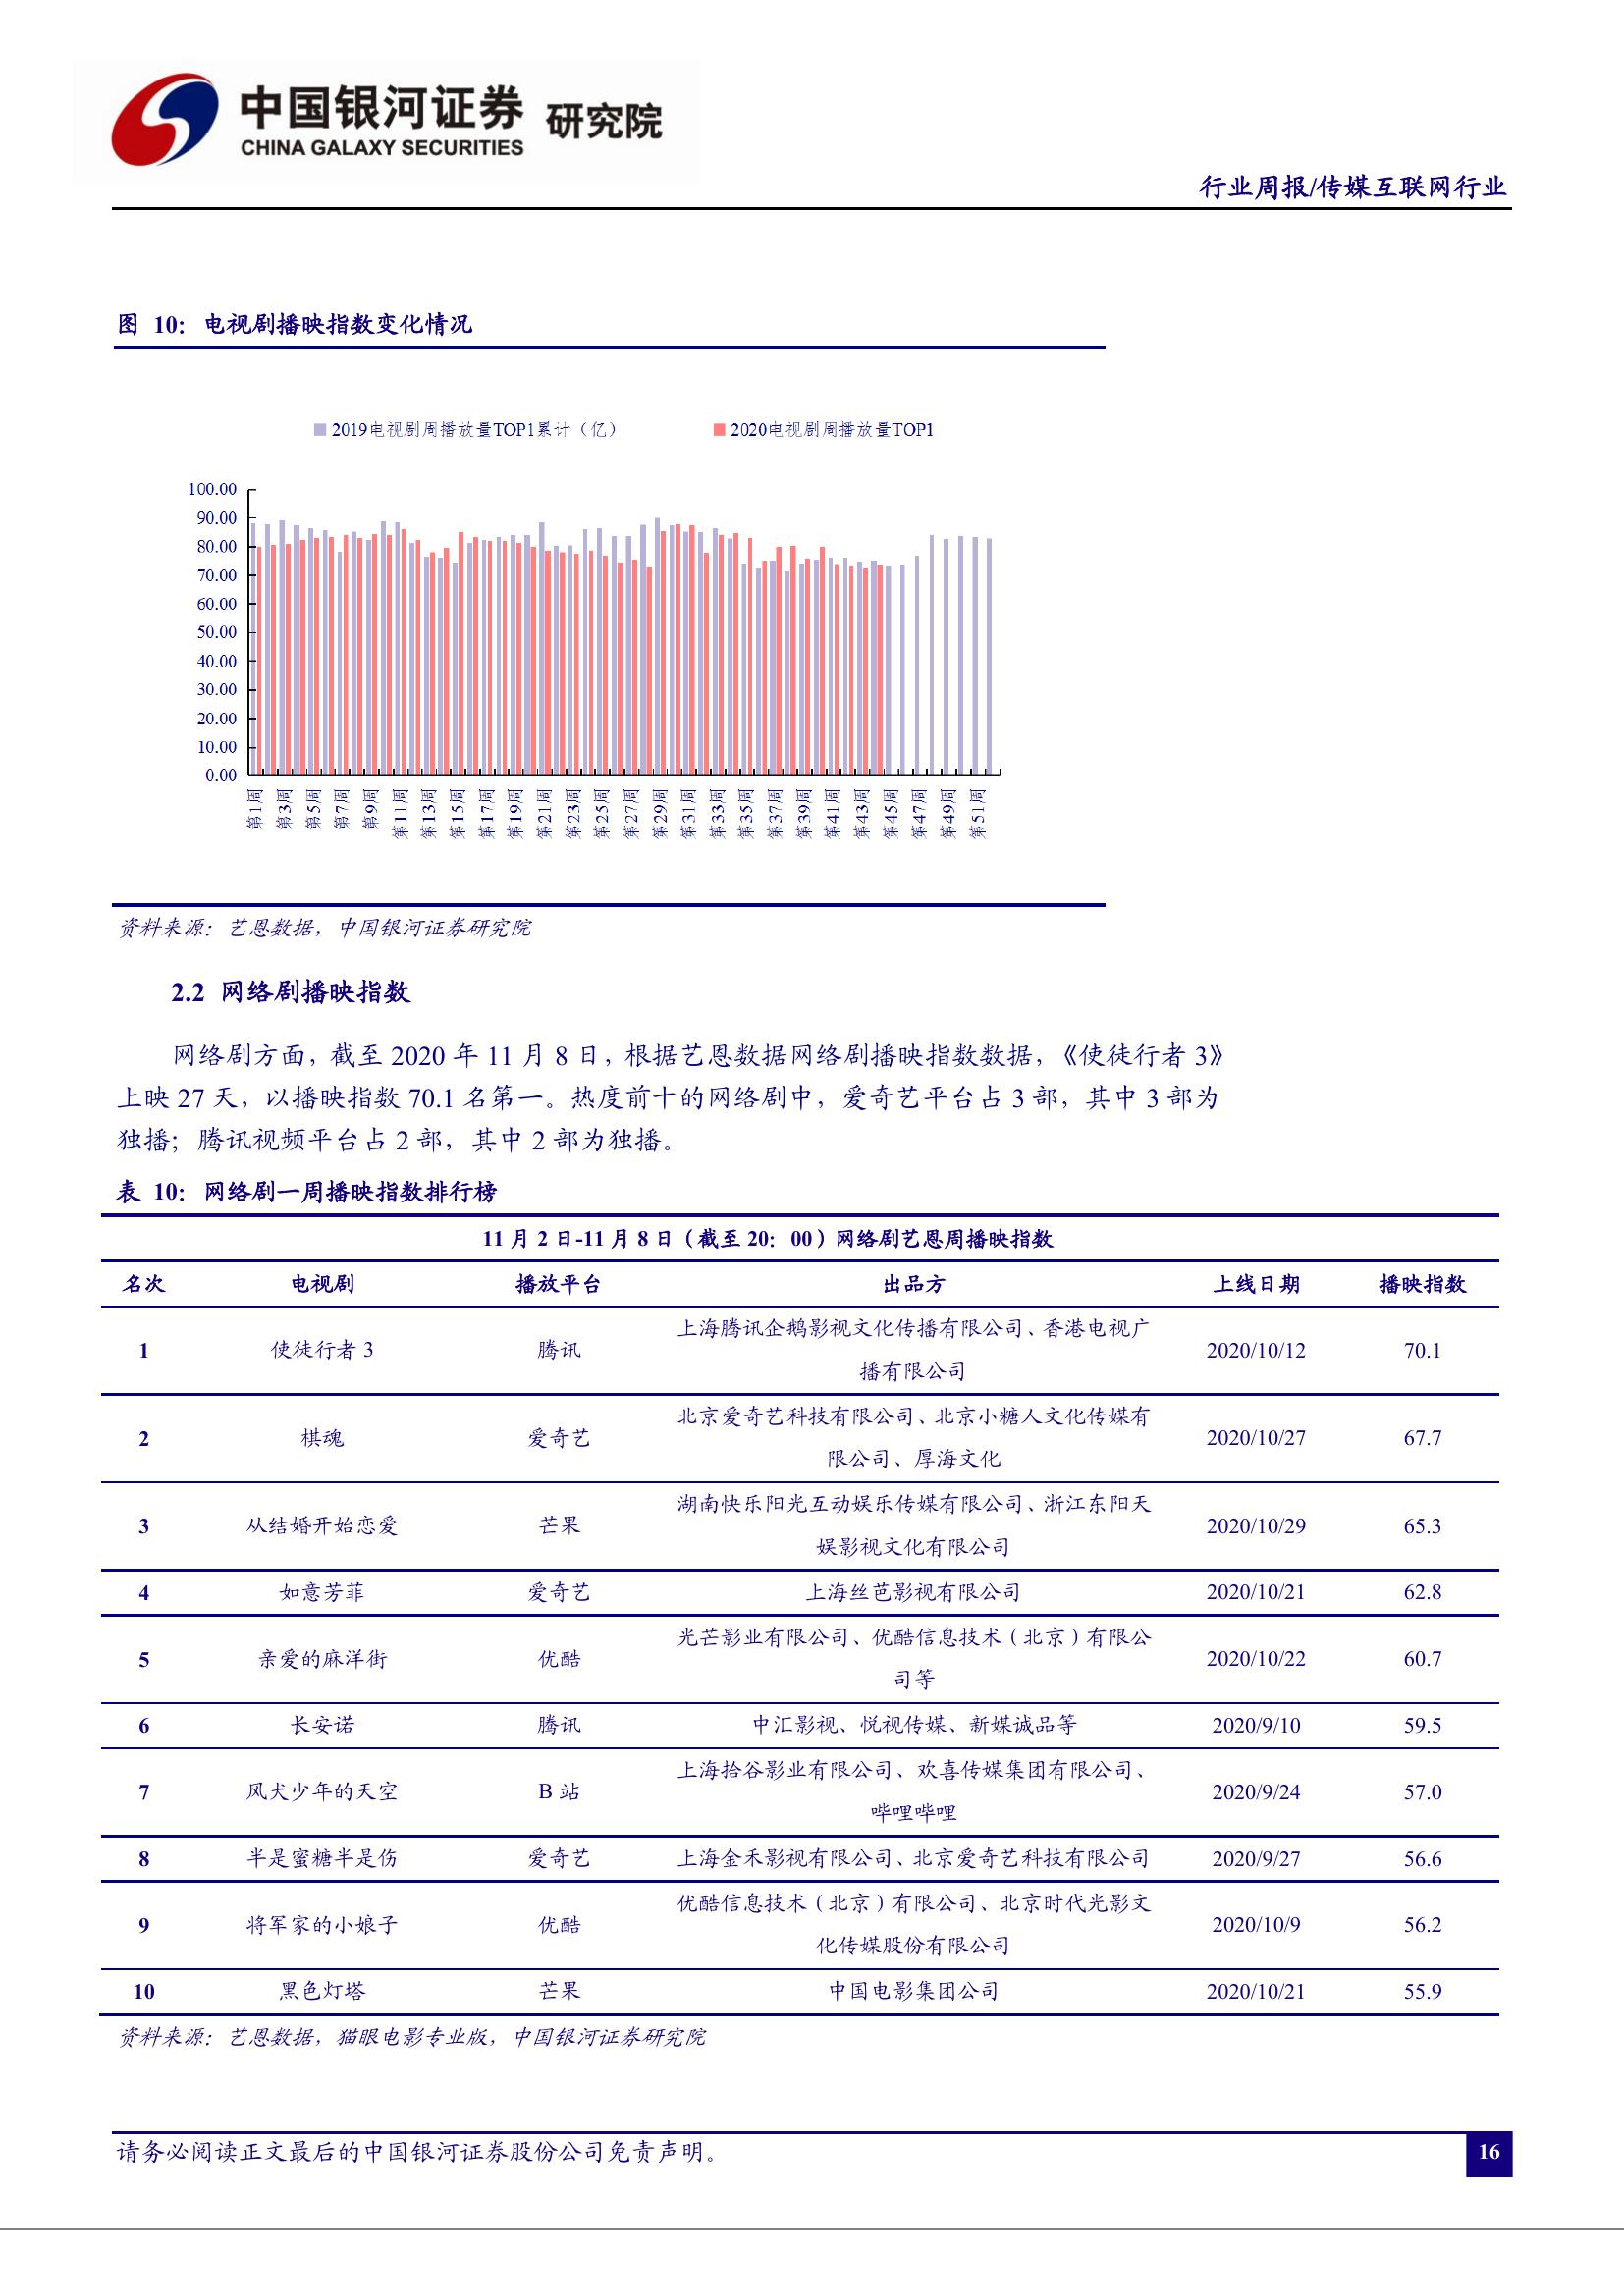 中国银河证券 研究院
CHINA GALAXY SECURITIES
行业周报/传媒互联网行业
图 10：电视剧播映指数变化情况
2019电视剧周播放量TOP1累计（亿） 2020电视剧周播放量TOP1
100.00
90.00
80.00
70.00
60.00
50.00
40.00
30.00
20.00
10.00
0.00
第1周 第3周 第5周 第7周 第9周 第11周 第13周 第15周 第17周 第19周 第21周 第23周 第25周 第27周 第29周 第31周 第33周 第35周 第37周 第39周 第41周 第43周 第45周 第47周 第49周 第51周
资料来源：艺恩数据，中国银河证券研究院
2.2 网络剧播映指数
网络剧方面，截至 2020 年 11 月 8 日，根据艺恩数据网络剧播映指数数据，《使徒行者 3》
上映 27 天，以播映指数 70.1 名第一。热度前十的网络剧中，爱奇艺平台占 3 部，其中 3 部为
独播；腾讯视频平台占 2 部，其中 2 部为独播。
表 10：网络剧一周播映指数排行榜
11 月 2 日-11 月 8 日（截至 20：00）网络剧艺恩周播映指数
名次 电视剧 播放平台 出品方 上线日期 播映指数
上海腾讯企鹅影视文化传播有限公司、香港电视广
1 使徒行者 3 腾讯 2020/10/12 70.1
播有限公司
北京爱奇艺科技有限公司、北京小糖人文化传媒有
2 棋魂 爱奇艺 2020/10/27 67.7
限公司、厚海文化
湖南快乐阳光互动娱乐传媒有限公司、浙江东阳天
3 从结婚开始恋爱 芒果 2020/10/29 65.3
娱影视文化有限公司
4 如意芳菲 爱奇艺 上海丝芭影视有限公司 2020/10/21 62.8
光芒影业有限公司、优酷信息技术（北京）有限公
5 亲爱的麻洋街 优酷 2020/10/22 60.7
司等
6 长安诺 腾讯 中汇影视、悦视传媒、新媒诚品等 2020/9/10 59.5
上海拾谷影业有限公司、欢喜传媒集团有限公司、
7 风犬少年的天空 B 站 2020/9/24 57.0
哔哩哔哩
8 半是蜜糖半是伤 爱奇艺 上海金禾影视有限公司、北京爱奇艺科技有限公司 2020/9/27 56.6
优酷信息技术（北京）有限公司、北京时代光影文
9 将军家的小娘子 优酷 2020/10/9 56.2
化传媒股份有限公司
10 黑色灯塔 芒果 中国电影集团公司 2020/10/21 55.9
资料来源：艺恩数据，猫眼电影专业版，中国银河证券研究院
请务必阅读正文最后的中国银河证券股份公司免责声明。
16